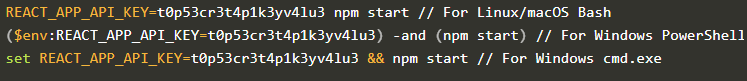 REACT_APP_API_KEY=t0p53cr3t4p1k3yv4lu3 npm start // For Linux/macOS Bash
($env:REACT_APP_API_KEY=t0p53cr3t4p1k3yv4lu3) -and (npm start) // For Windows PowerShell
set REACT_APP_API_KEY=t0p53cr3t4p1k3yv4lu3 && npm start // For Windows cmd.exe